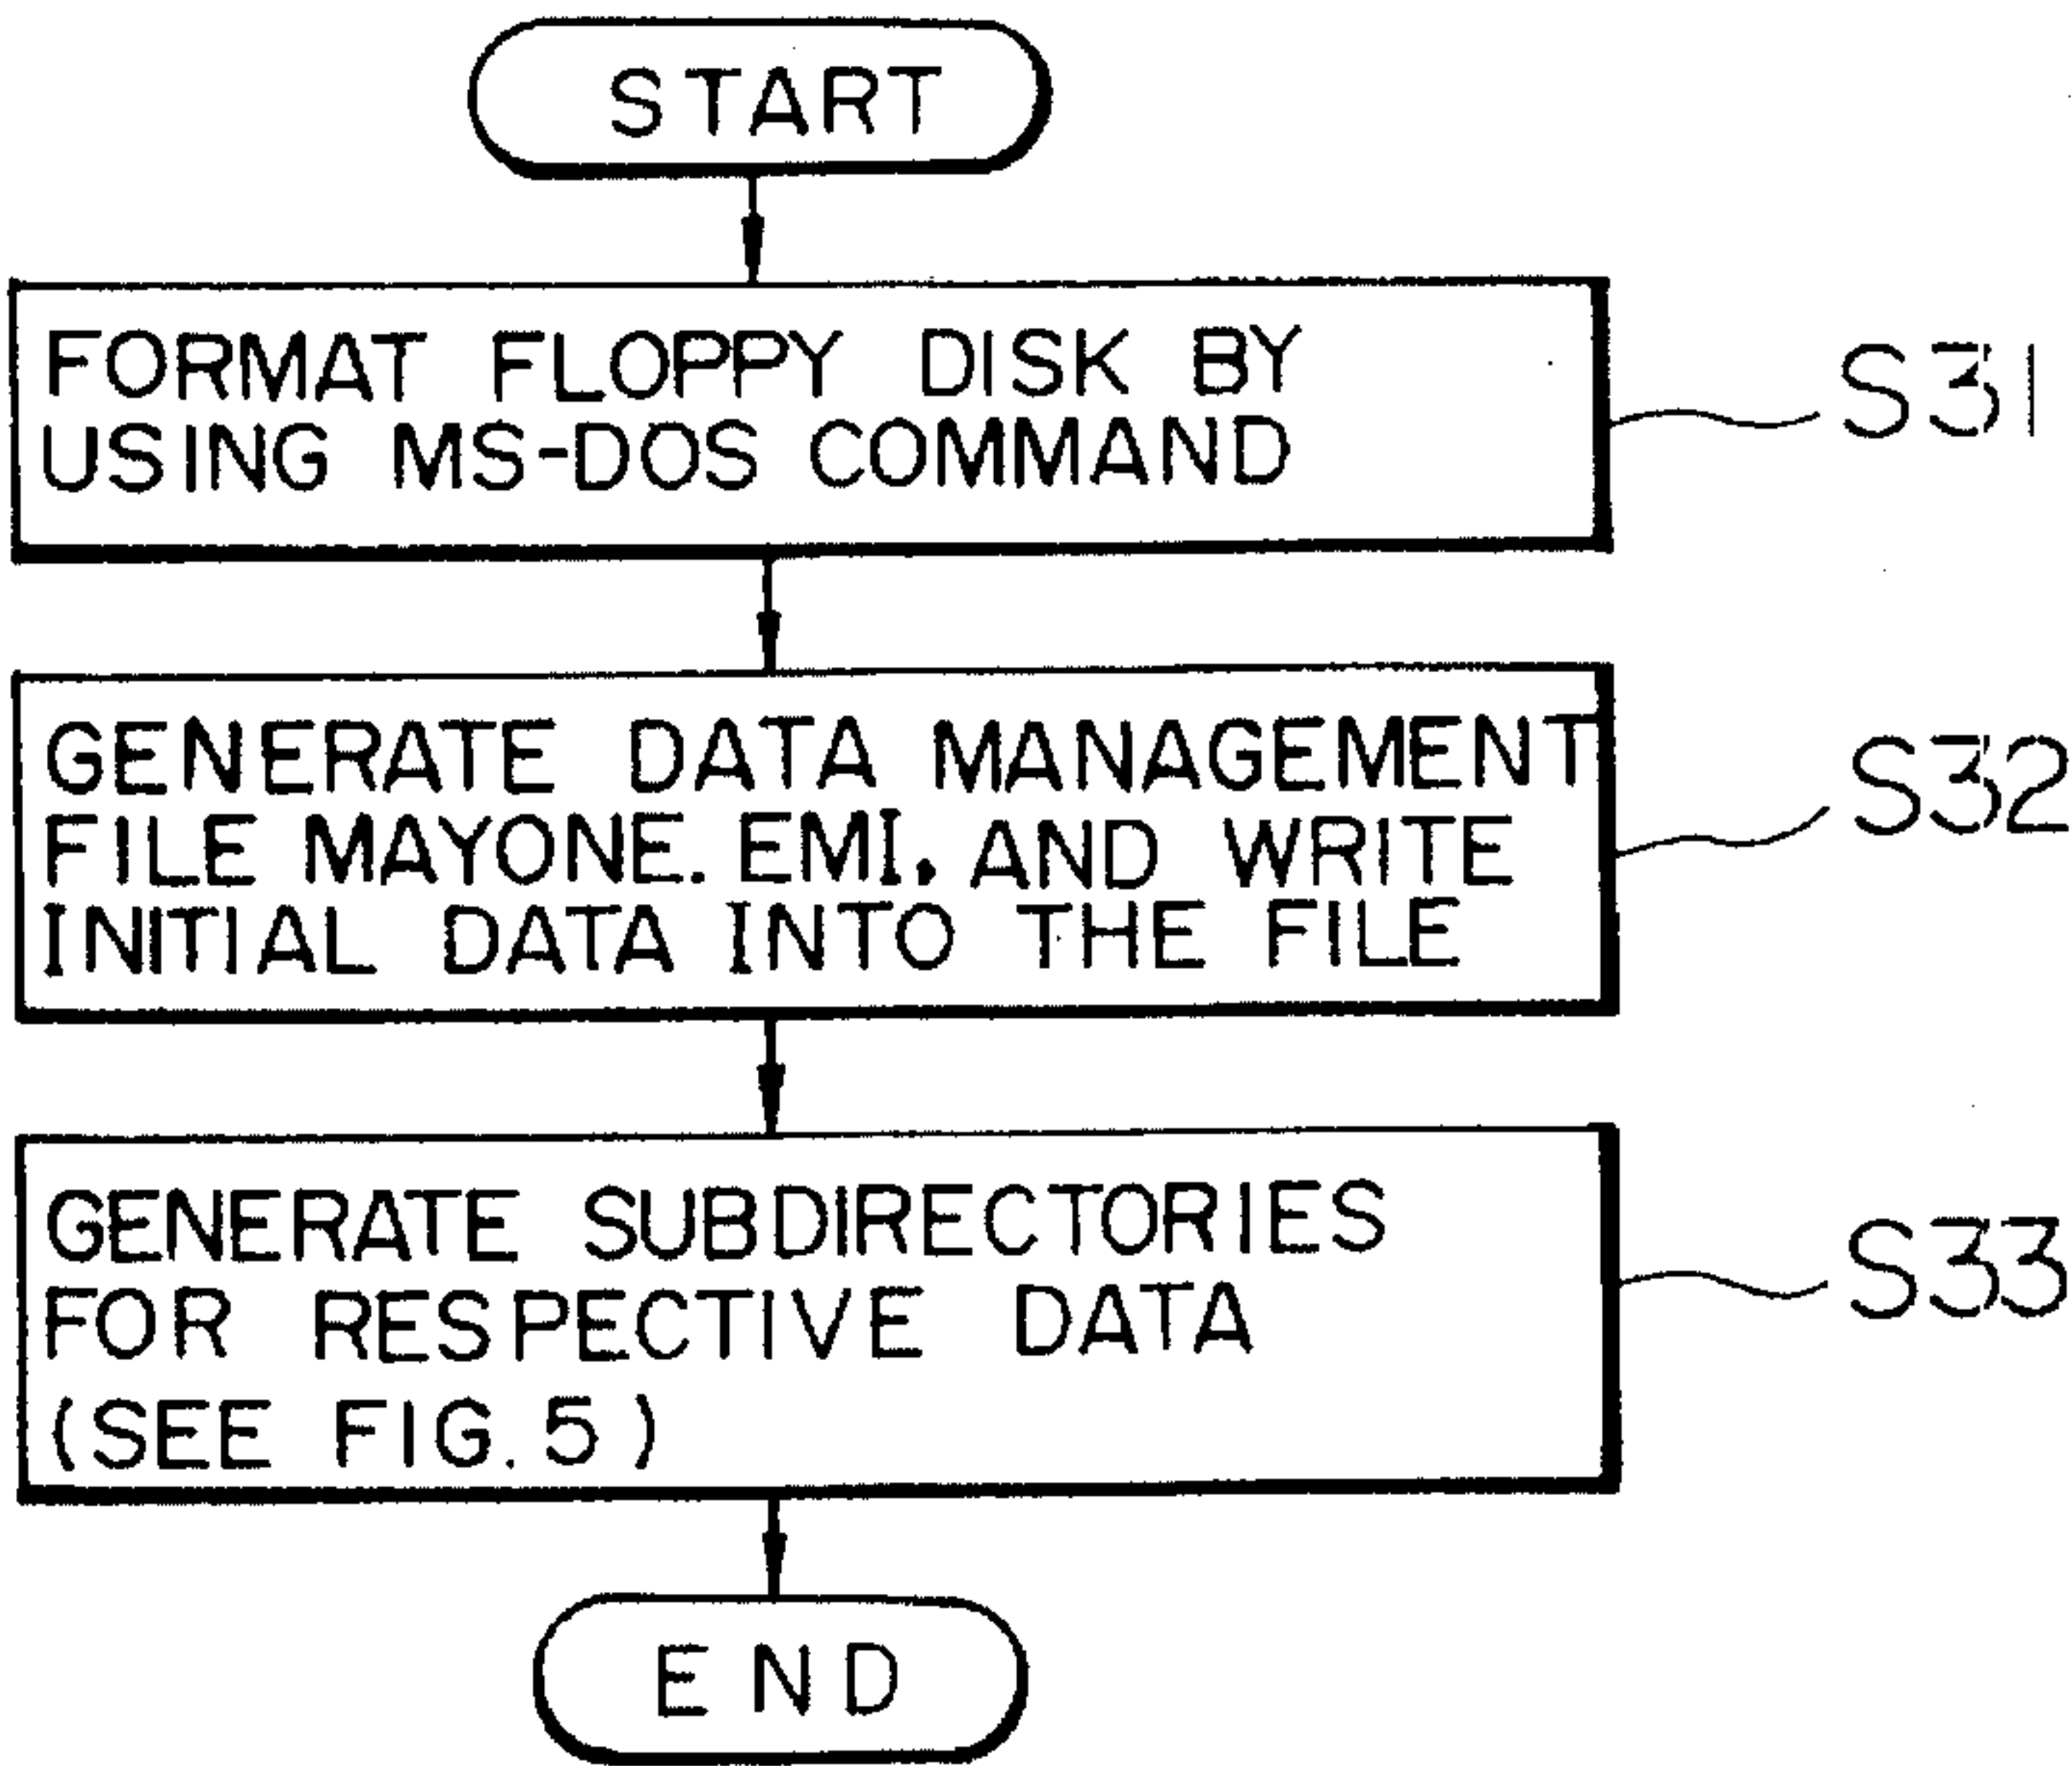 START
FORMAT FLOPPY DISK BY
USING MS-DOS COMMAND
S31
GENERATE DATA MANAGEMENT
FILE MAYONE. EMI, AND WRITE
INITIAL DATA INTO THE FILE
S32
GENERATE SUBDIRECTORIES
FOR RESPECTIVE DATA
(SEE FIG. 5)
S33
END